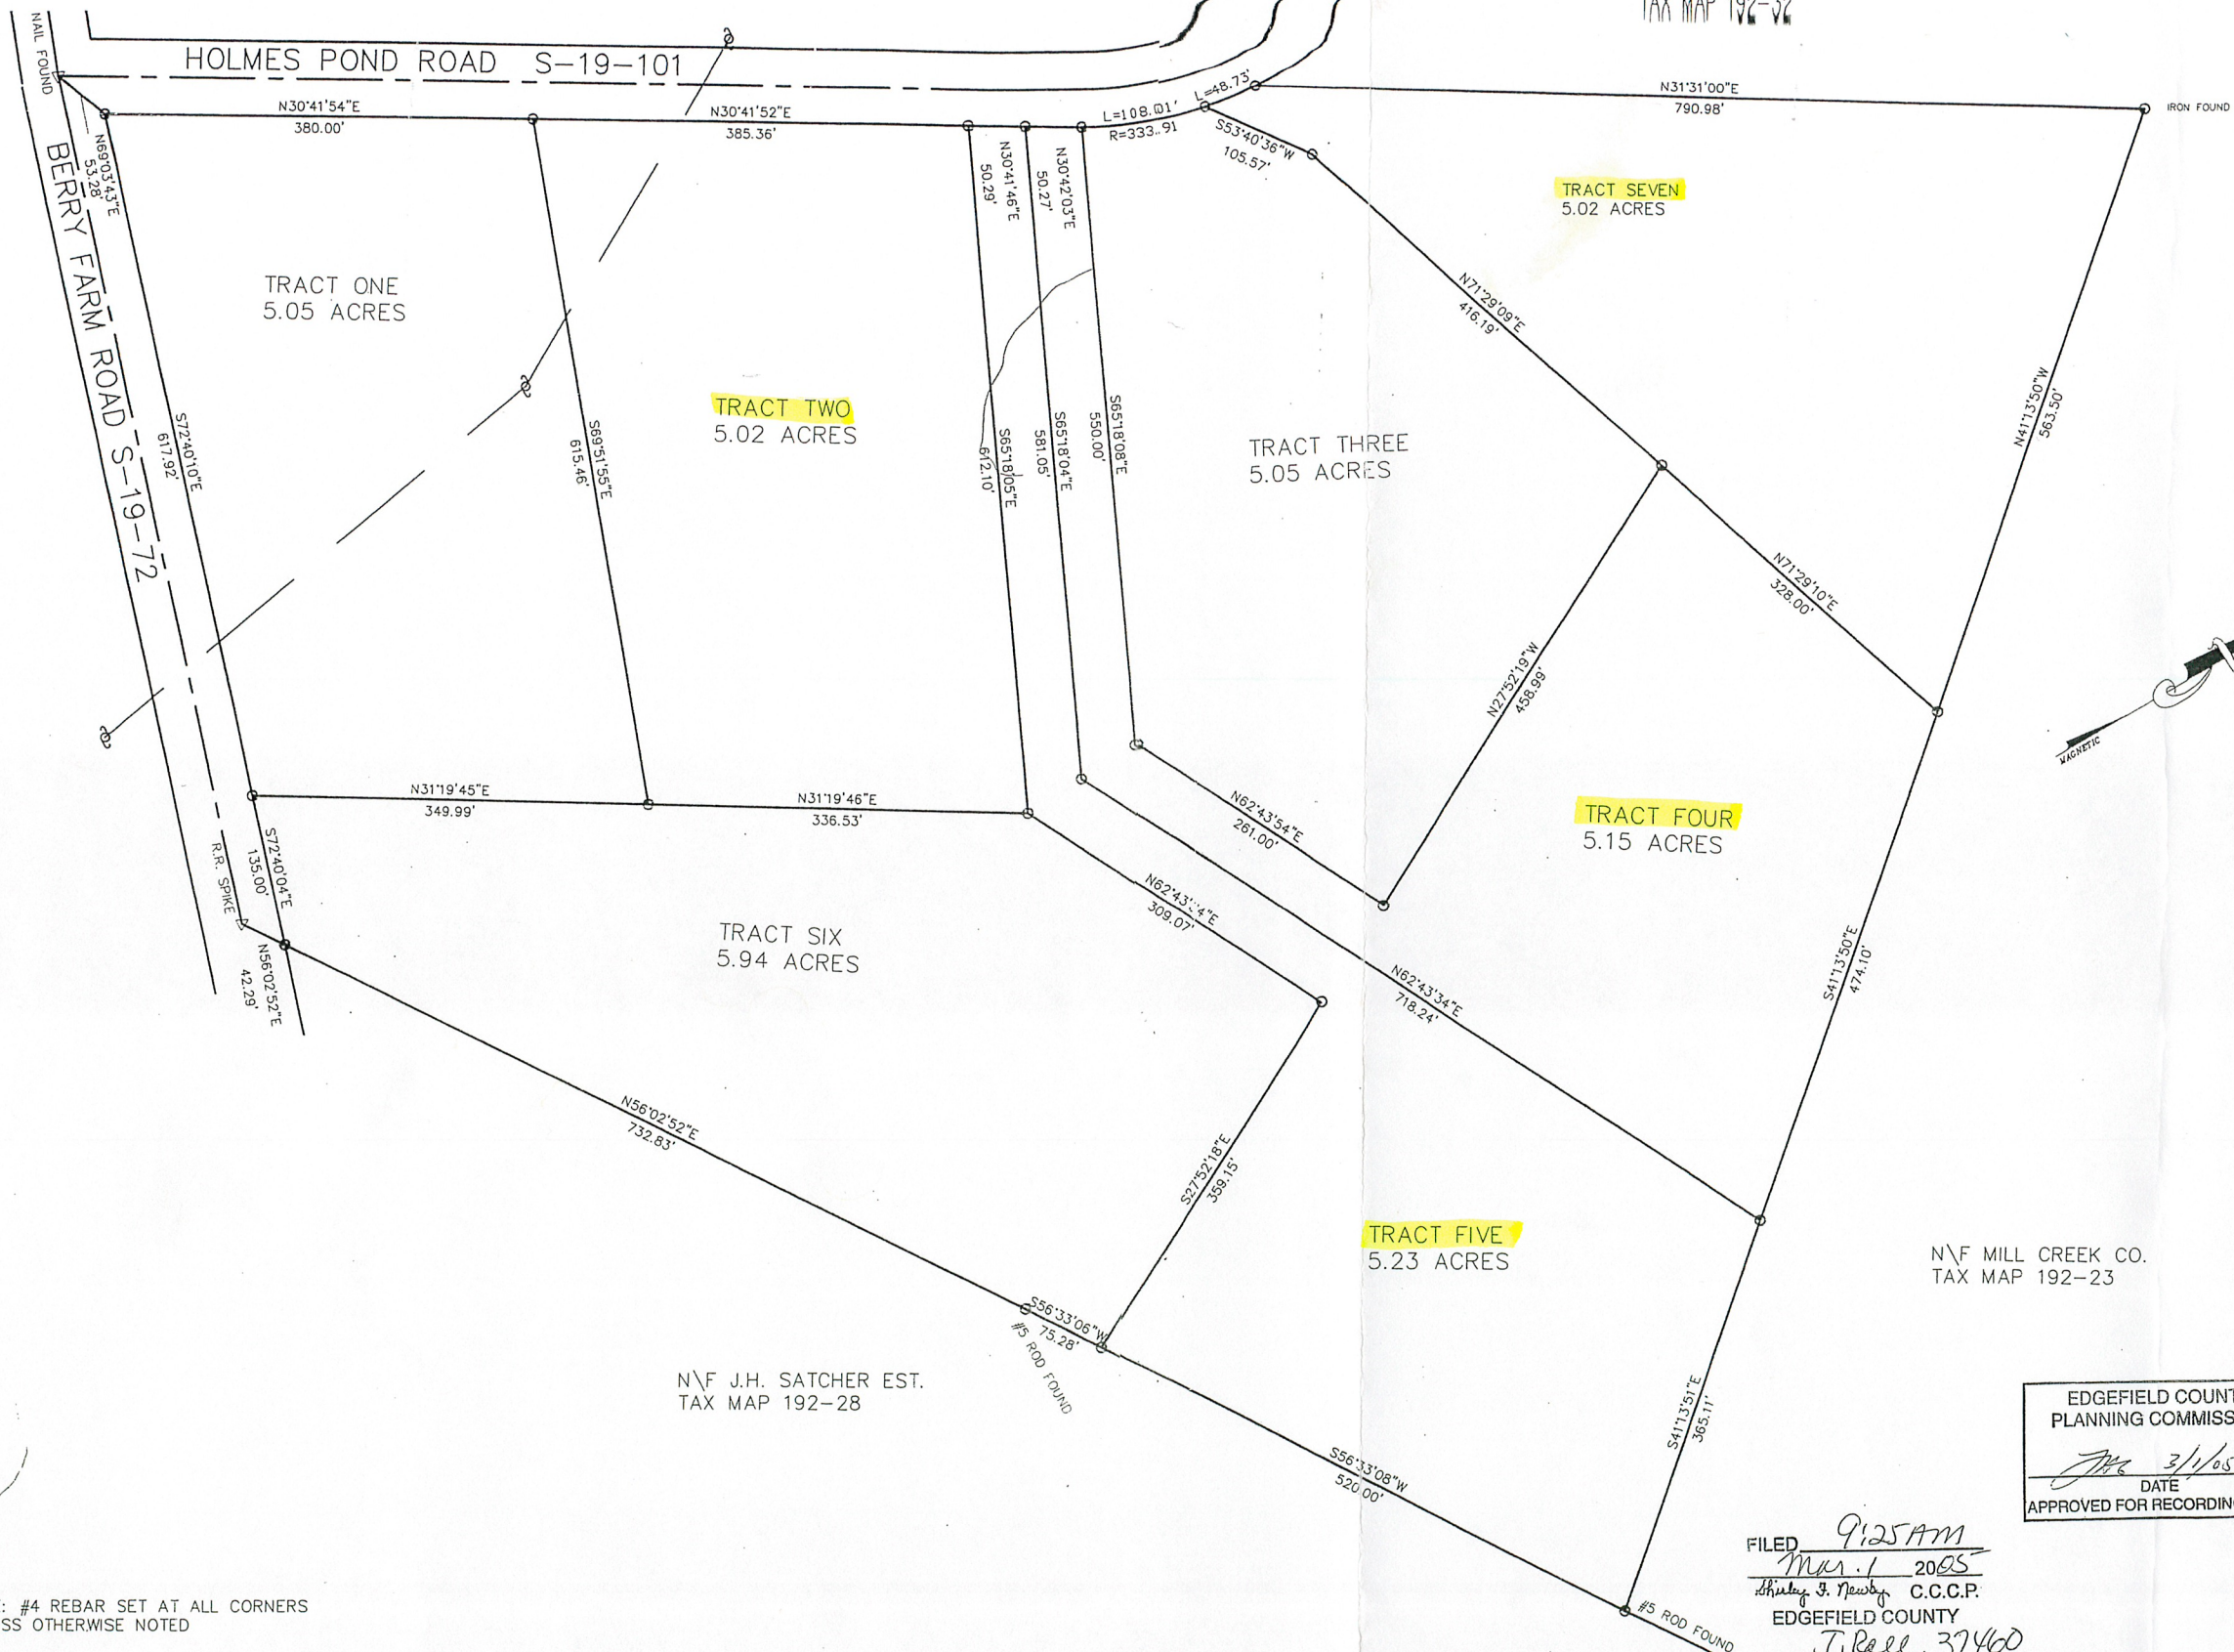 TAX MAP 192-32
HOLMES POND ROAD S-19-101
NAIL FOUND
N30°41'54"E
380.00'
N30°41'52"E
385.36'
L=108.01'
R=333.91
L=48.73'
N31°31'00"E
790.98'
IRON FOUND
S53°40'36"W
105.57'
N69°03'43"E
53.28'
BERRY FARM ROAD S-19-72
N30°41'46"E
50.29'
N30°42'03"E
50.27'
TRACT SEVEN
5.02 ACRES
TRACT ONE
5.05 ACRES
N71°29'09"E
416.19'
N41°13'50"W
563.50'
TRACT TWO
5.02 ACRES
TRACT THREE
5.05 ACRES
S72°40'10"E
617.92'
S69°51'55"E
615.46'
S65°18'05"E
612.10'
S65°18'04"E
581.05'
S65°18'08"E
550.00'
N71°29'10"E
328.00'
N27°52'19"W
458.99'
MAGNETIC
N31°19'45"E
349.99'
N31°19'46"E
336.53'
N62°43'54"E
261.00'
TRACT FOUR
5.15 ACRES
S72°40'04"E
135.00'
R.R. SPIKE
N56°02'52"E
42.29'
TRACT SIX
5.94 ACRES
309.07'
N62°43'34"E
718.24'
S41°13'50"E
474.10'
N56°02'52"E
732.83'
S27°52'18"E
359.15'
TRACT FIVE
5.23 ACRES
N\F MILL CREEK CO.
TAX MAP 192-23
S56°33'06"W
75.28'
#5 ROD FOUND
N\F J.H. SATCHER EST.
TAX MAP 192-28
S41°13'51"E
365.11'
S56°33'08"W
520.00'
EDGEFIELD COUNT
PLANNING COMMISS
3/1/05
DATE
APPROVED FOR RECORDIN
FILED 9:25 AM
Mar. 1 2005
Shirley F. Newby C.C.C.P.
EDGEFIELD COUNTY
37460
#5 ROD FOUND
: #4 REBAR SET AT ALL CORNERS
SS OTHERWISE NOTED